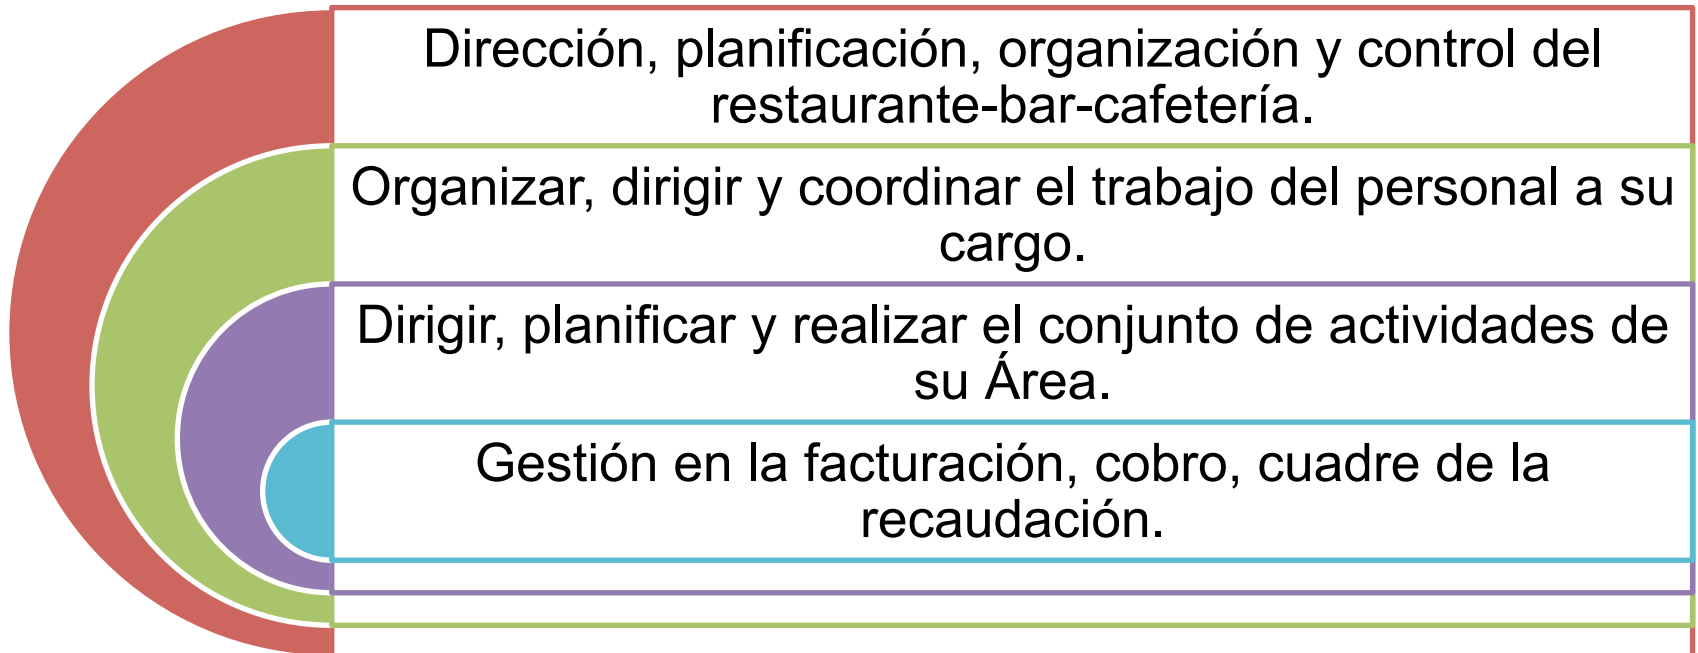 Dirección, planificación, organización y control del
restaurante-bar-cafetería.
Organizar, dirigir y coordinar el trabajo del personal a su
cargo.
Dirigir, planificar y realizar el conjunto de actividades de
su Área.
Gestión en la facturación, cobro, cuadre de la
recaudación.